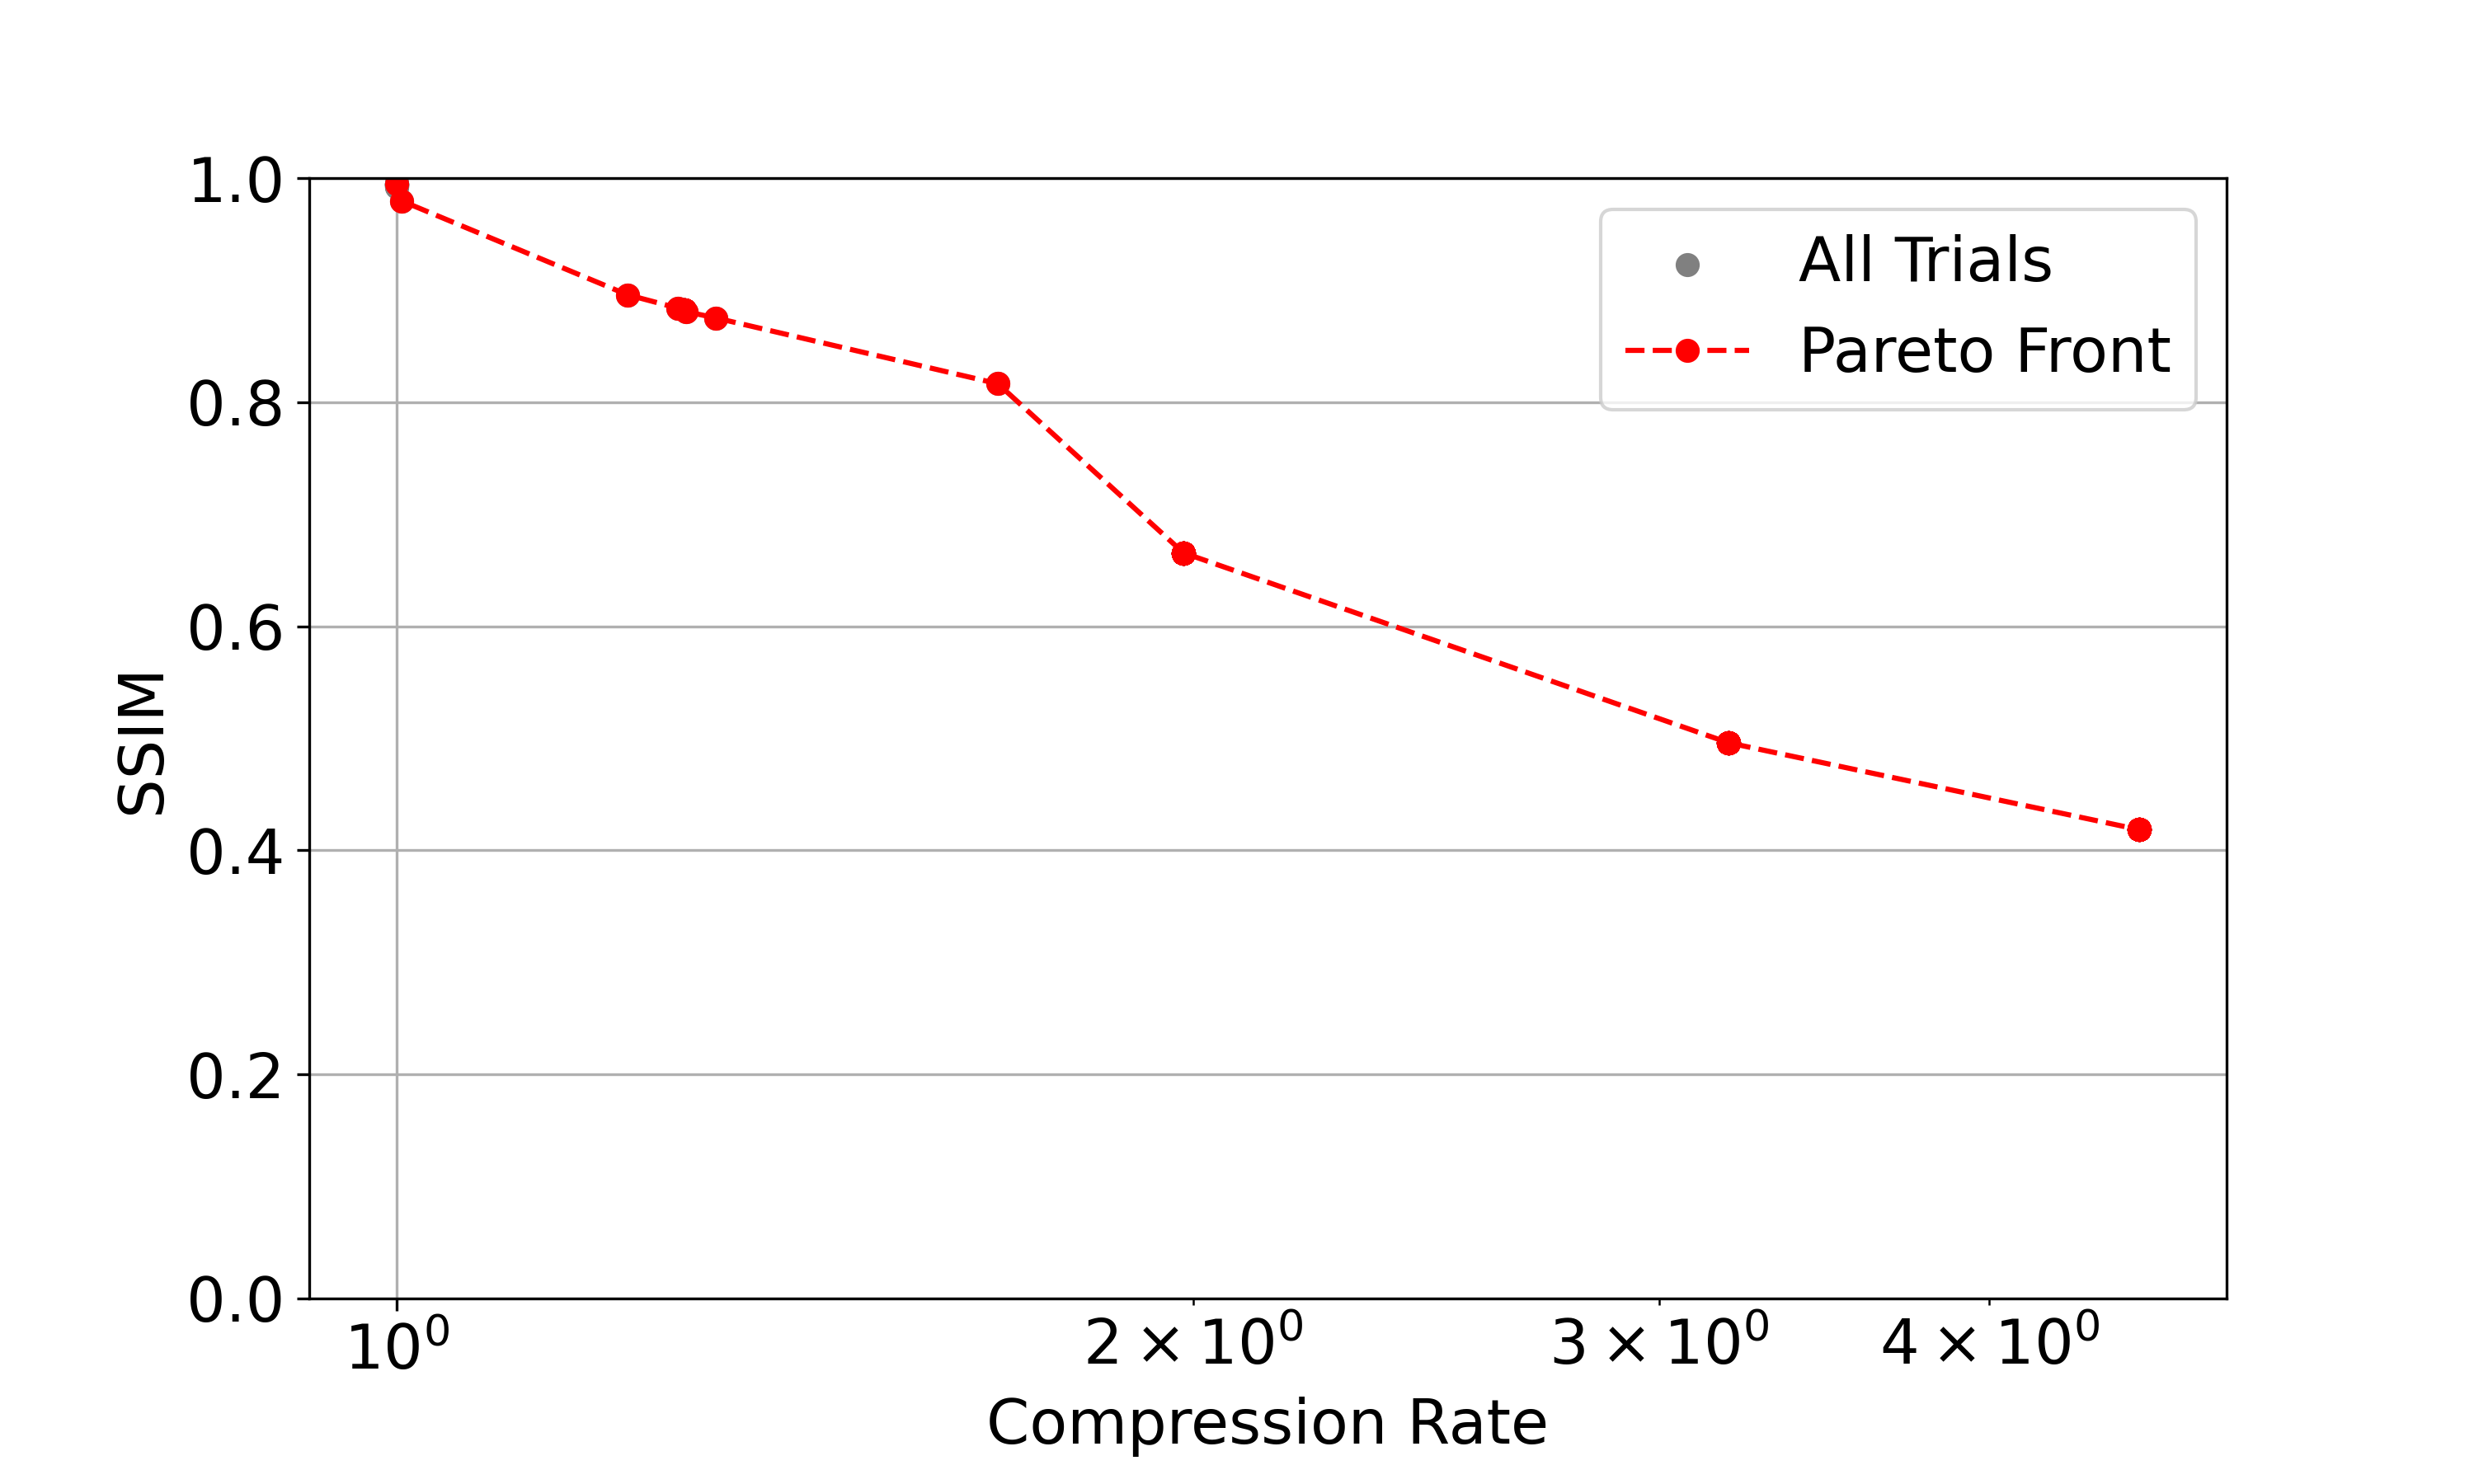 1.0
0.8
0.6
0.4
0.2
0.0
SSIM
All Trials
Pareto Front
10⁰
2 × 10⁰
3 × 10⁰
4 × 10⁰
Compression Rate